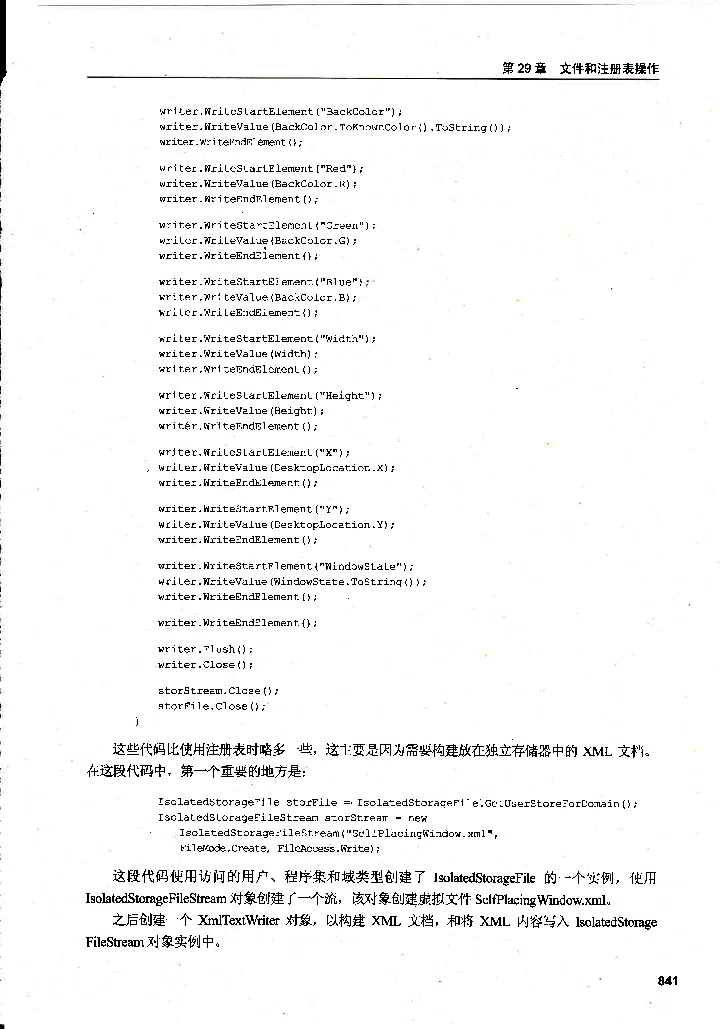 第 29 章 文件和注册表操作
writer.WriteStartElement("BackColor");
writer.WriteValue(BackColor.ToKnownColor().ToString());
writer.WriteEndElement();
writer.WriteStartElement("Red");
writer.WriteValue(BackColor.R);
writer.WriteEndElement();
writer.WriteStartElement("Green");
writer.WriteValue(BackColor.G);
writer.WriteEndElement();
writer.WriteStartElement("Blue");
writer.WriteValue(BackColor.B);
writer.WriteEndElement();
writer.WriteStartElement("Width");
writer.WriteValue(Width);
writer.WriteEndElement();
writer.WriteStartElement("Height");
writer.WriteValue(Height);
writer.WriteEndElement();
writer.WriteStartElement("X");
writer.WriteValue(DesktopLocation.X);
writer.WriteEndElement();
writer.WriteStartElement("Y");
writer.WriteValue(DesktopLocation.Y);
writer.WriteEndElement();
writer.WriteStartElement("WindowState");
writer.WriteValue(WindowState.ToString());
writer.WriteEndElement();
writer.WriteEndElement();
writer.Flush();
writer.Close();
storStream.Close();
storFile.Close();
}
这些代码比使用注册表时略多一些，这主要是因为需要构建放在独立存储器中的 XML 文档。
在这段代码中，第一个重要的地方是：
IsolatedStorageFile storFile = IsolatedStorageFile.GetUserStoreForDomain();
IsolatedStorageFileStream storStream = new
IsolatedStorageFileStream("SelfPlacingWindow.xml",
FileMode.Create, FileAccess.Write);
这段代码使用访问的用户、程序集和域类型创建了 IsolatedStorageFile 的一个实例，使用
IsolatedStorageFileStream 对象创建了一个流，该对象创建虚拟文件 SelfPlacingWindow.xml。
之后创建一个 XmlTextWriter 对象，以构建 XML 文档，和将 XML 内容写入 IsolatedStorage
FileStream 对象实例中。
841